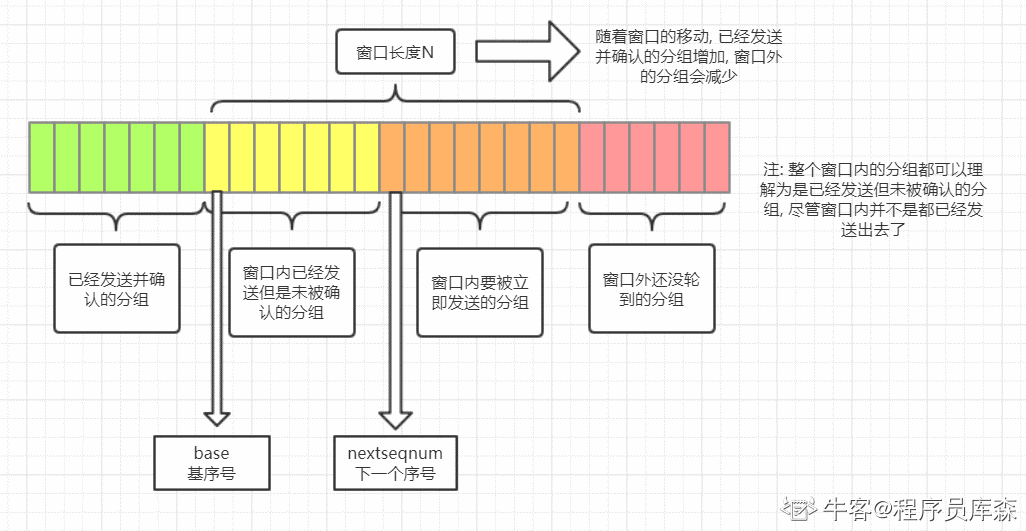 窗口长度N
随着窗口的移动, 已经发送
并确认的分组增加, 窗口外
的分组会减少
注: 整个窗口内的分组都可以理
解为是已经发送但未被确认的分
组, 尽管窗口内并不是都已经发
送出去了
已经发送并确
认的分组
窗口内已经发
送但是未被确
认的分组
窗口内要被立
即发送的分组
窗口外还没轮
到的分组
base
基序号
nextseqnum
下一个序号
牛客@程序员库森